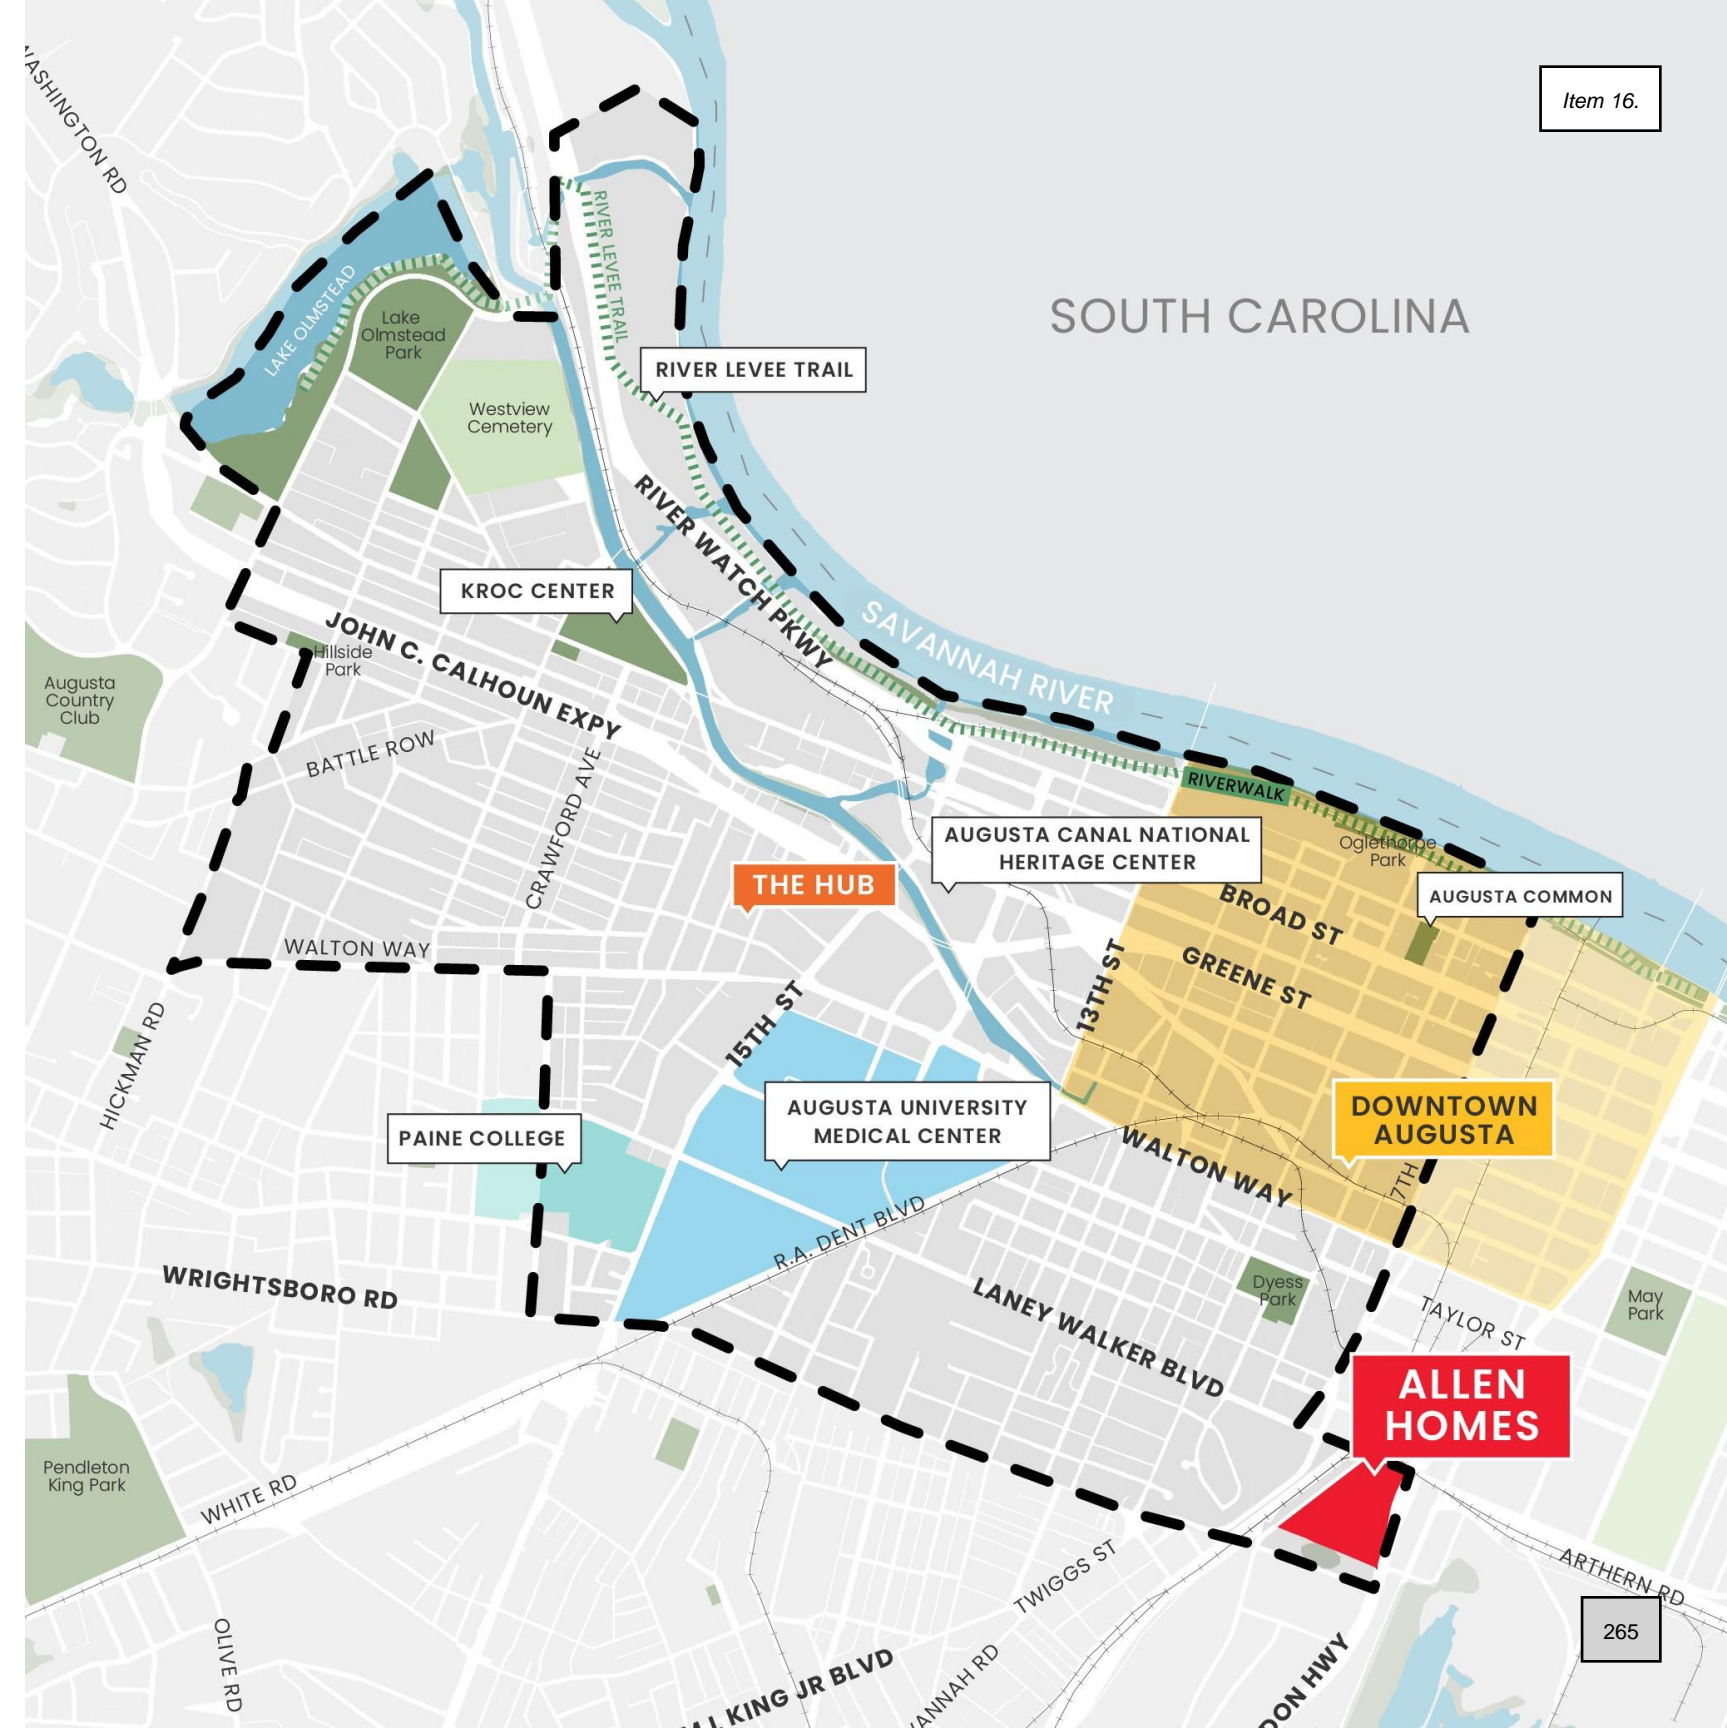 Item 16.
WASHINGTON RD
RIVER LEVEE TRAIL
LAKE OLMSTEAD
Lake
Olmstead
Park
SOUTH CAROLINA
RIVER LEVEE TRAIL
Westview
Cemetery
RIVER WATCH PKWY
KROC CENTER
SAVANNAH RIVER
JOHN C. CALHOUN EXPY
Hillside
Park
Augusta
Country
Club
BATTLE ROW
CRAWFORD AVE
RIVERWALK
AUGUSTA CANAL NATIONAL
HERITAGE CENTER
Oglethorpe
Park
THE HUB
AUGUSTA COMMON
BROAD ST
GREENE ST
WALTON WAY
13TH ST
15TH ST
HICKMAN RD
DOWNTOWN
AUGUSTA
AUGUSTA UNIVERSITY
MEDICAL CENTER
PAINE COLLEGE
WALTON WAY
7TH
R.A. DENT BLVD
WRIGHTSBORO RD
LANEY WALKER BLVD
Dyess
Park
May
Park
TAYLOR ST
ALLEN
HOMES
Pendleton
King Park
WHITE RD
TWIGGS ST
ARTHERN RD
OLIVE RD
265
KING JR BLVD
ANNAH RD
DON HWY